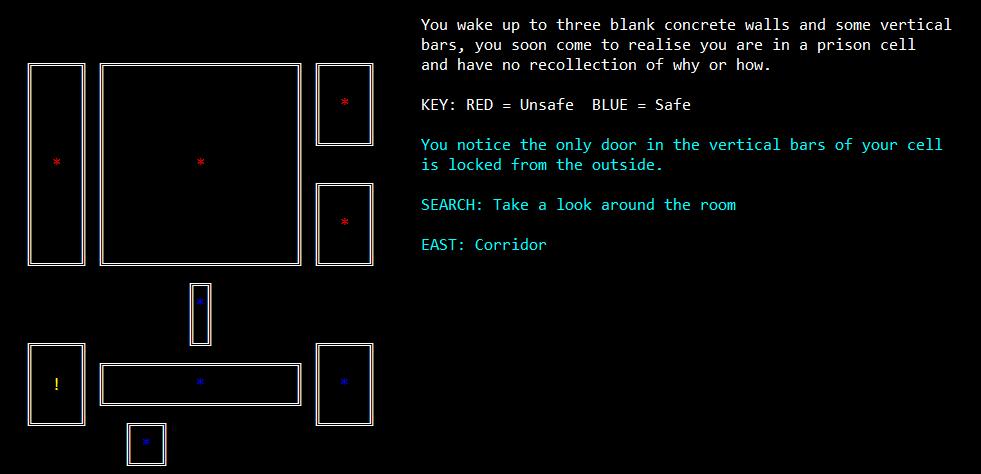 You wake up to three blank concrete walls and some vertical
bars, you soon come to realise you are in a prison cell
and have no recollection of why or how.
KEY: RED = Unsafe  BLUE = Safe
You notice the only door in the vertical bars of your cell
is locked from the outside.
SEARCH: Take a look around the room
EAST: Corridor
*
* *
*
*
! * *
*